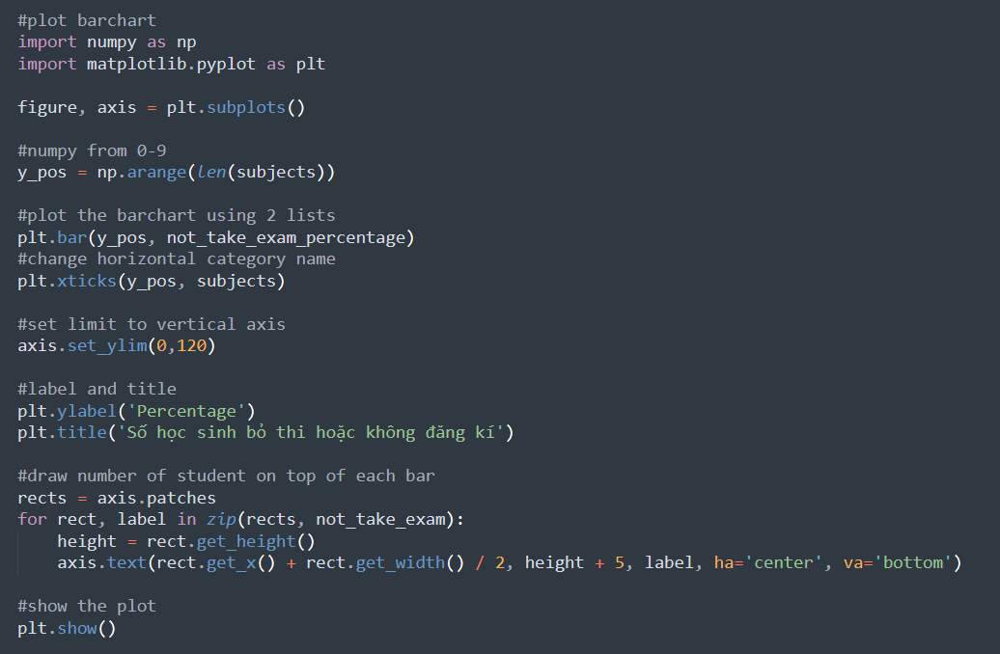 #plot barchart
import numpy as np
import matplotlib.pyplot as plt
figure, axis = plt.subplots()
#numpy from 0-9
y_pos = np.arange(len(subjects))
#plot the barchart using 2 lists
plt.bar(y_pos, not_take_exam_percentage)
#change horizontal category name
plt.xticks(y_pos, subjects)
#set limit to vertical axis
axis.set_ylim(0,120)
#label and title
plt.ylabel('Percentage')
plt.title('Số học sinh bỏ thi hoặc không đăng kí')
#draw number of student on top of each bar
rects = axis.patches
for rect, label in zip(rects, not_take_exam):
    height = rect.get_height()
    axis.text(rect.get_x() + rect.get_width() / 2, height + 5, label, ha='center', va='bottom')
#show the plot
plt.show()